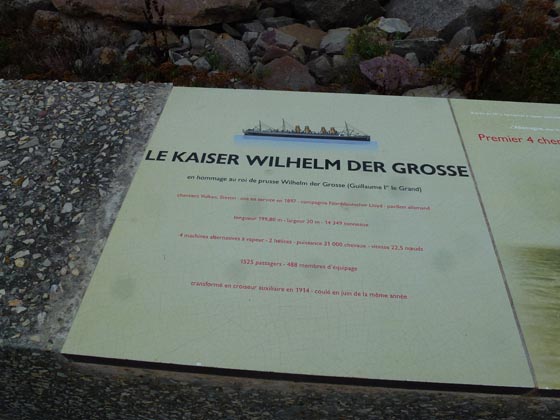 LE KAISER WILHELM DER GROSSE
en hommage au roi de prusse Wilhelm der Grosse (Guillaume Iᵉʳ le Grand)
chantiers Vulkan, Stettin - mis en service en 1897 - compagnie Norddeutscher Lloyd - pavillon allemand
longueur 199,80 m - largeur 20 m - 14 349 tonneaux
4 machines alternatives à vapeur - 2 hélices - puissance 31 000 chevaux - vitesse 22,5 nœuds
1525 passagers - 488 membres d'équipage
transformé en croiseur auxiliaire en 1914 - coulé en juin de la même année
Premier 4 chem